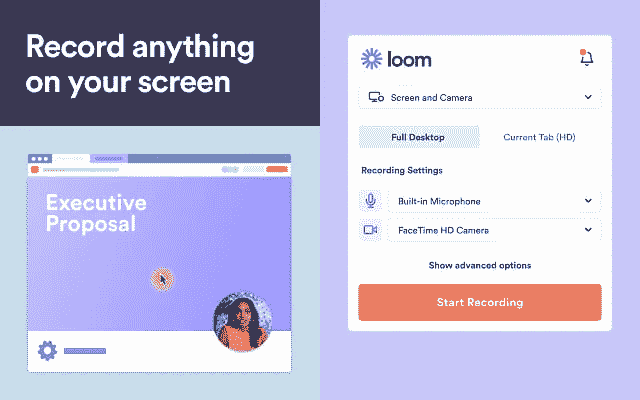 Record anything
on your screen
Executive
Proposal
loom
Screen and Camera
Full Desktop
Current Tab (HD)
Recording Settings
Built-in Microphone
FaceTime HD Camera
Show advanced options
Start Recording